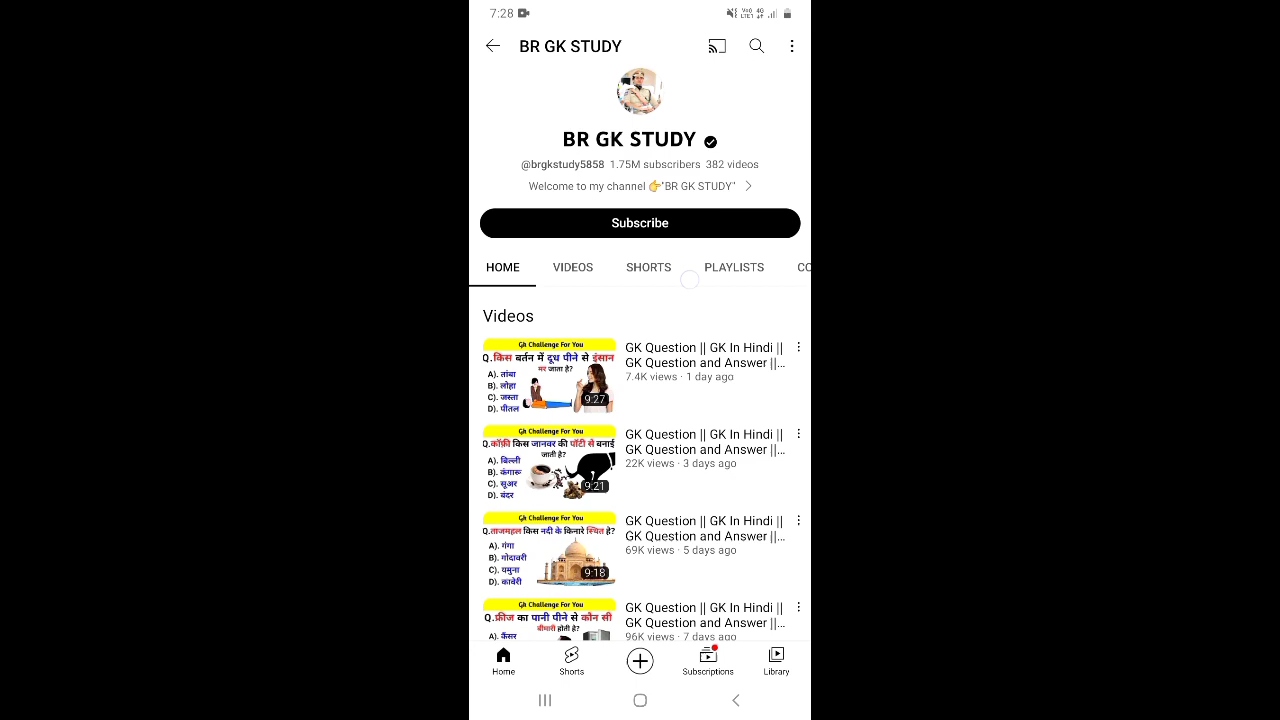 7:28
Vo) 4G
LTE1
BR GK STUDY
BR GK STUDY
@brgkstudy5858 1.75M subscribers 382 videos
Welcome to my channel 👉"BR GK STUDY"
Subscribe
HOME VIDEOS SHORTS PLAYLISTS CO
Videos
Gk Challenge For You
Q.किस बर्तन में दूध पीने से इंसान
मर जाता है?
A). तांबा
B). लोहा
C). जस्ता
D). पीतल
9:27
GK Question || GK In Hindi ||
GK Question and Answer ||...
7.4K views · 1 day ago
Gk Challenge For You
Q.कॉफ़ी किस जानवर की पॉटी से बनाई
जाती है?
A). बिल्ली
B). कंगारू
C). सूअर
D). बंदर
9:21
GK Question || GK In Hindi ||
GK Question and Answer ||...
22K views · 3 days ago
Gk Challenge For You
Q.ताजमहल किस नदी के किनारे स्थित है?
A). गंगा
B). गोदावरी
C). यमुना
D). कावेरी
9:18
GK Question || GK In Hindi ||
GK Question and Answer ||...
69K views · 5 days ago
Gk Challenge For You
Q.फ्रीज का पानी पीने से कौन सी
बीमारी होती है?
A). कैंसर
GK Question || GK In Hindi ||
GK Question and Answer ||...
96K views · 7 days ago
Home Shorts Subscriptions Library